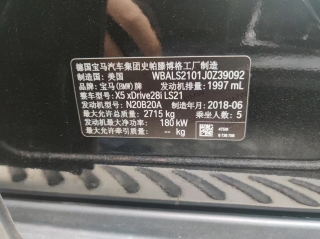 德国宝马汽车集团史帕腾博格工厂制造
制造国：美国 WBALS2101J0Z39092
品牌：宝马(BMW)牌 发动机排量：1997 mL
整车型号：X5 xDrive28i LS21
发动机型号：N20B20A 制造年月：2018-06
最大允许总质量：2715 kg 乘坐人数：5
发动机最大净功率：180 kW
最大允许牵引质量：--/-- kg